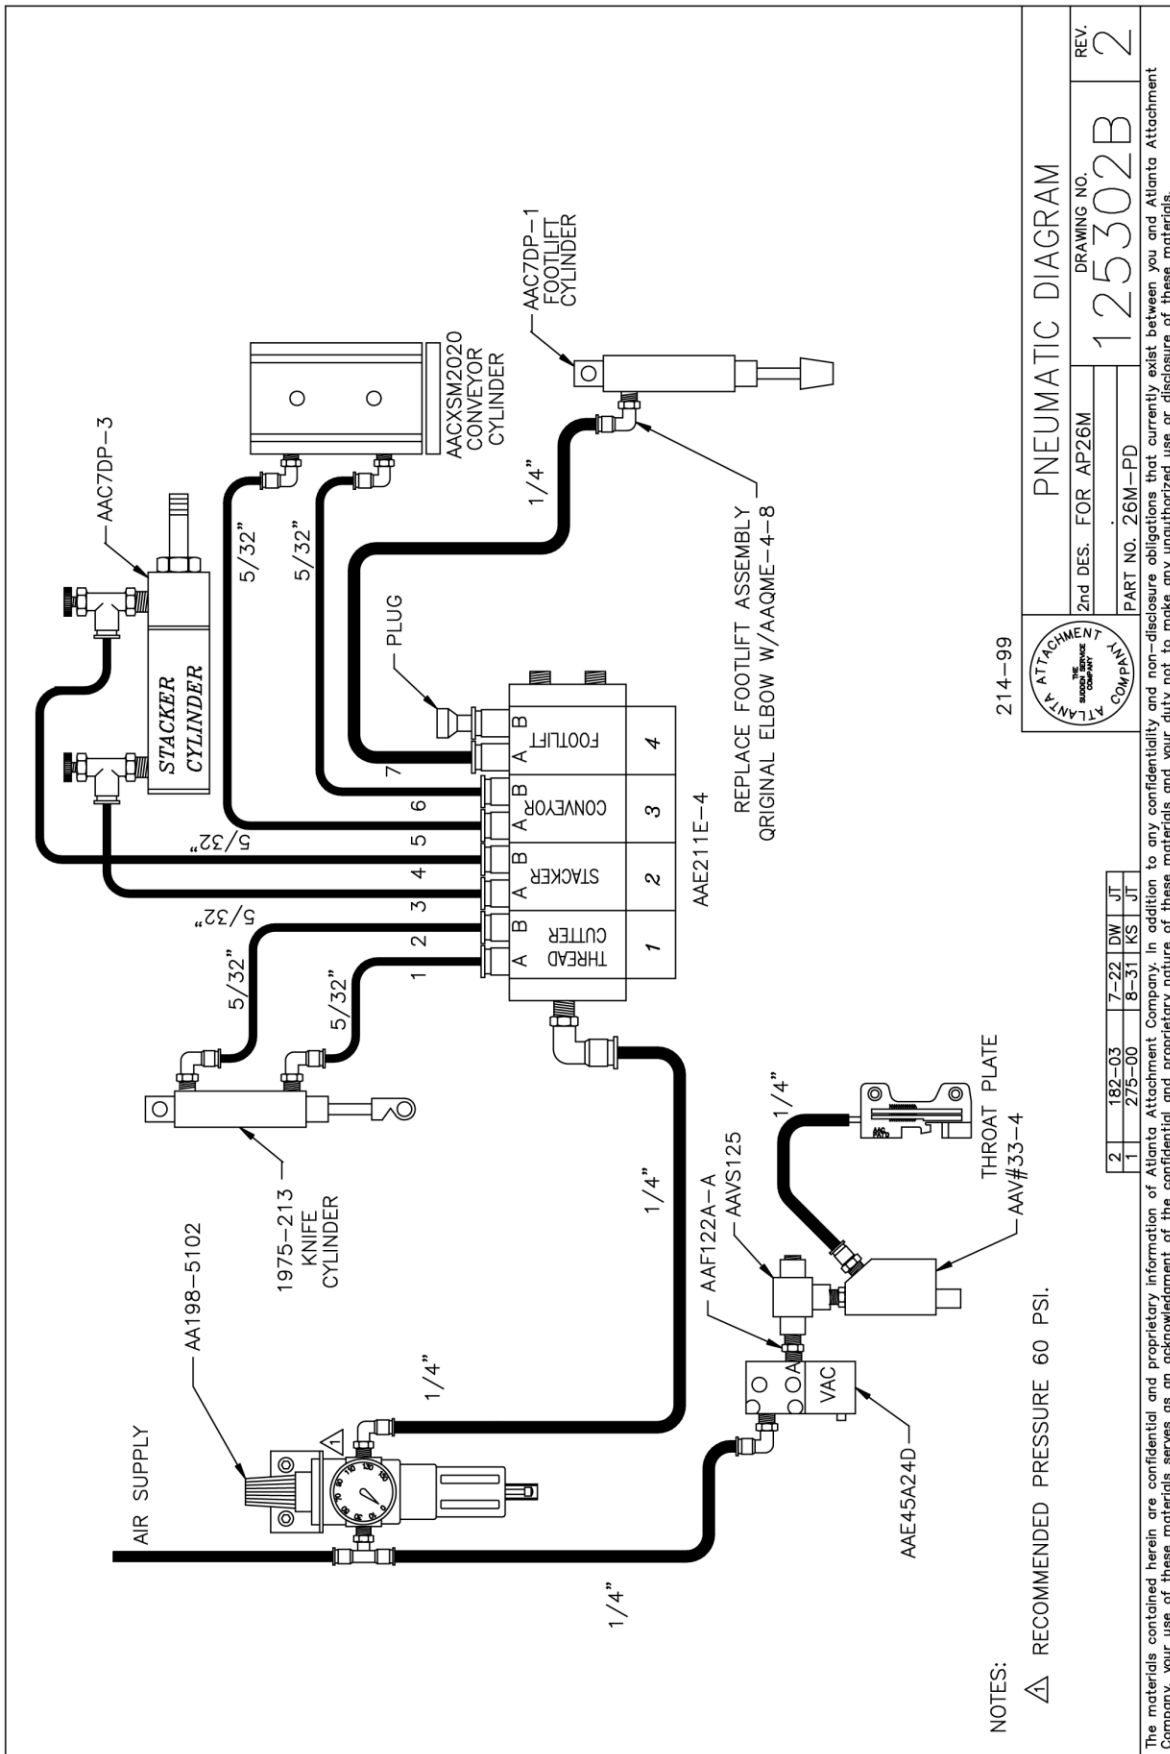 AIR SUPPLY
AA198-5102
1975-213
KNIFE
CYLINDER
STACKER
CYLINDER
AAC7DP-3
AACXSM2020
CONVEYOR
CYLINDER
AAC7DP-1
FOOTLIFT
CYLINDER
5/32"
5/32"
5/32"
5/32"
5/32"
5/32"
1/4"
PLUG
1
2
3
4
5
6
7
A
B
A
B
A
B
A
B
THREAD
CUTTER
STACKER
CONVEYOR
FOOTLIFT
1
2
3
4
AAE211E-4
REPLACE FOOTLIFT ASSEMBLY
QRIGINAL ELBOW W/AAQME-4-8
1/4"
1/4"
1/4"
1/4"
AAF122A-A
AAVS125
A
VAC
AAE45A24D
THROAT PLATE
AAV#33-4
NOTES:
1 RECOMMENDED PRESSURE 60 PSI.
1
214-99
2 182-03 7-22 DW JT
1 275-00 8-31 KS JT
ATLANTA ATTACHMENT COMPANY
THE
SUDDEN SERVICE
COMPANY
PNEUMATIC DIAGRAM
2nd DES. FOR AP26M
PART NO. 26M-PD
DRAWING NO.
125302B
REV.
2
The materials contained herein are confidential and proprietary information of Atlanta Attachment Company. In addition to any confidentiality and non-disclosure obligations that currently exist between you and Atlanta Attachment
Company, your use of these materials serves as an acknowledgment of the confidential and proprietary nature of these materials and your duty not to make any unauthorized use or disclosure of these materials.